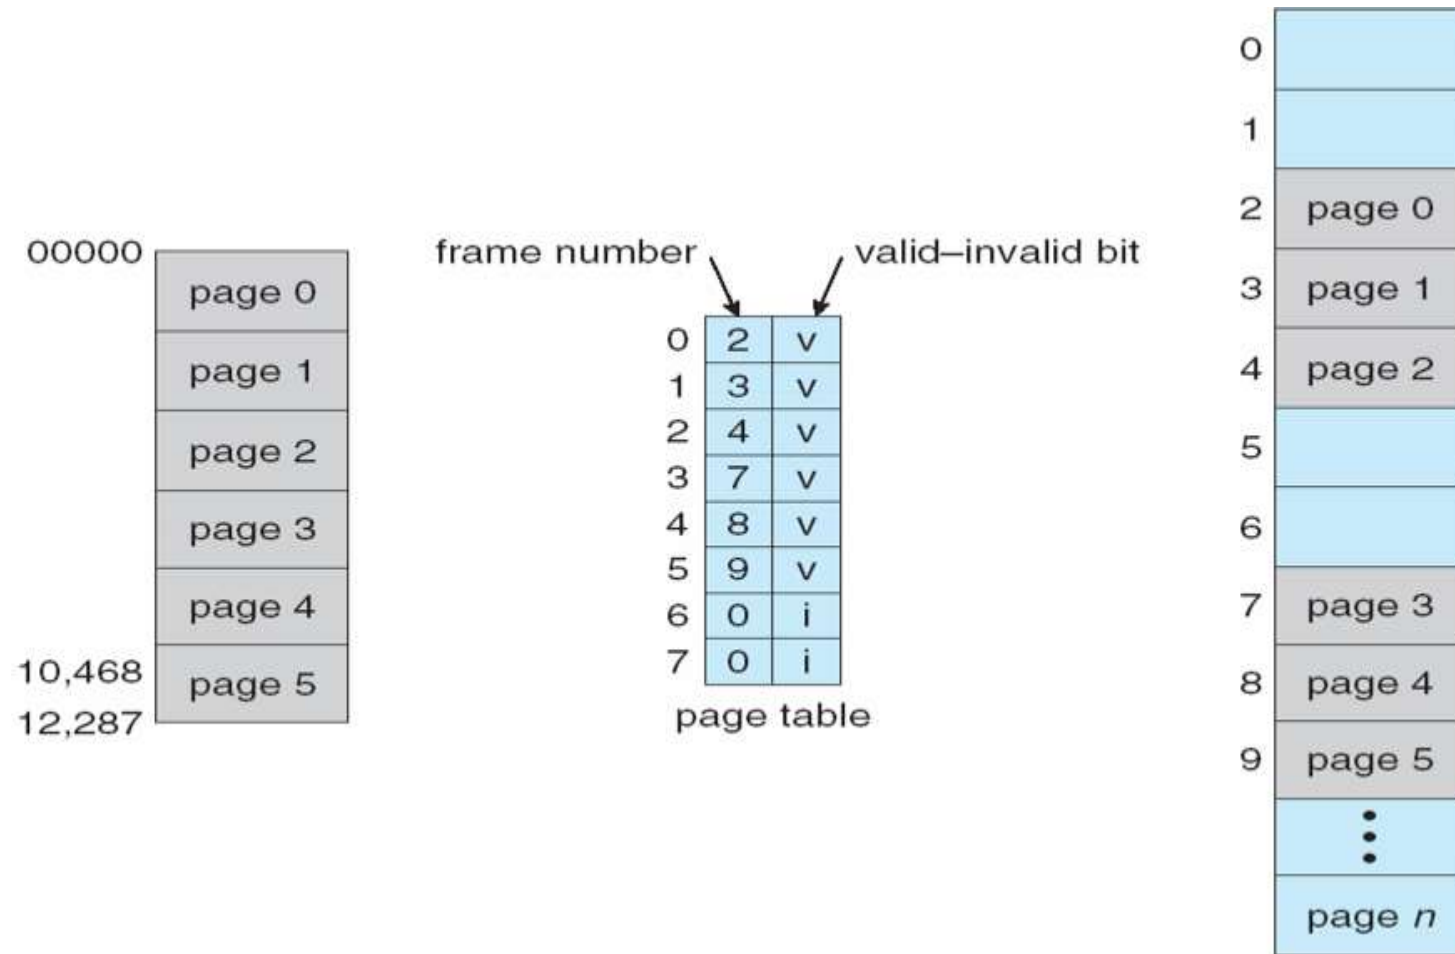 00000
page 0
page 1
page 2
page 3
page 4
10,468
page 5
12,287
frame number
valid–invalid bit
0 2 v
1 3 v
2 4 v
3 7 v
4 8 v
5 9 v
6 0 i
7 0 i
page table
0
1
2 page 0
3 page 1
4 page 2
5
6
7 page 3
8 page 4
9 page 5
page n